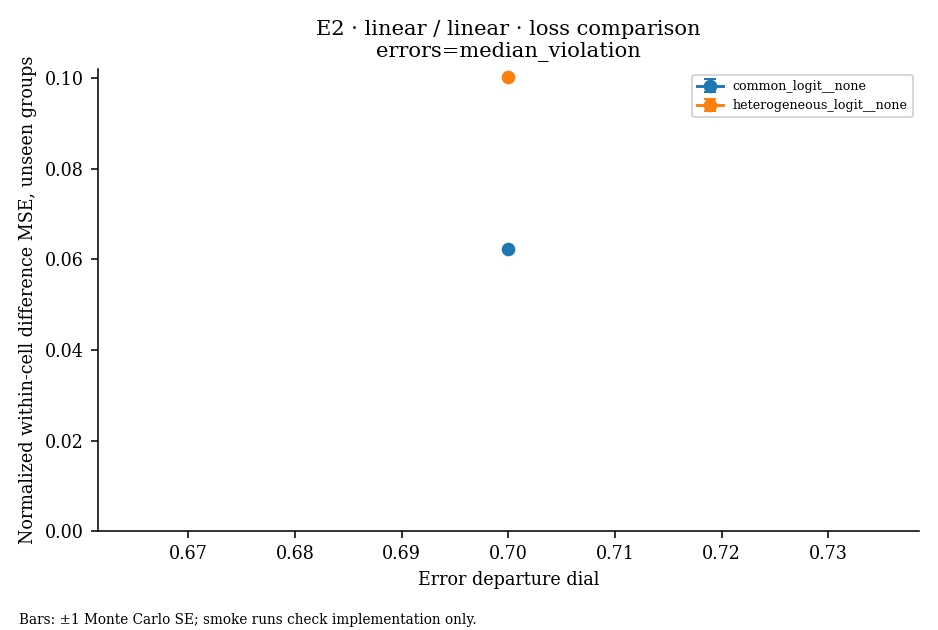 E2 · linear / linear · loss comparison
errors=median_violation
Normalized within-cell difference MSE, unseen groups
0.10
0.08
0.06
0.04
0.02
0.00
common_logit__none
heterogeneous_logit__none
0.67 0.68 0.69 0.70 0.71 0.72 0.73
Error departure dial
Bars: ±1 Monte Carlo SE; smoke runs check implementation only.